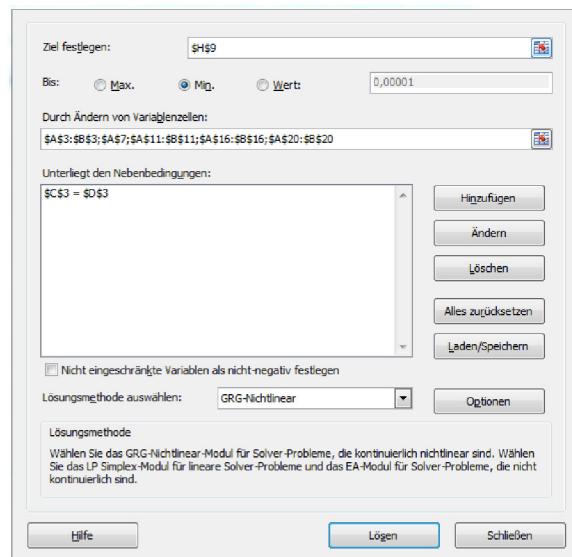 Ziel festlegen: $H$9
Bis: Max. Min. Wert: 0,00001
Durch Ändern von Variablenzellen:
$A$3:$B$3;$A$7;$A$11:$B$11;$A$16:$B$16;$A$20:$B$20
Unterliegt den Nebenbedingungen:
$C$3 = $D$3
Hinzufügen
Ändern
Löschen
Alles zurücksetzen
Laden/Speichern
Nicht eingeschränkte Variablen als nicht-negativ festlegen
Lösungsmethode auswählen: GRG-Nichtlinear Optionen
Lösungsmethode
Wählen Sie das GRG-Nichtlinear-Modul für Solver-Probleme, die kontinuierlich nichtlinear sind. Wählen
Sie das LP Simplex-Modul für lineare Solver-Probleme und das EA-Modul für Solver-Probleme, die nicht
kontinuierlich sind.
Hilfe Lösen Schließen